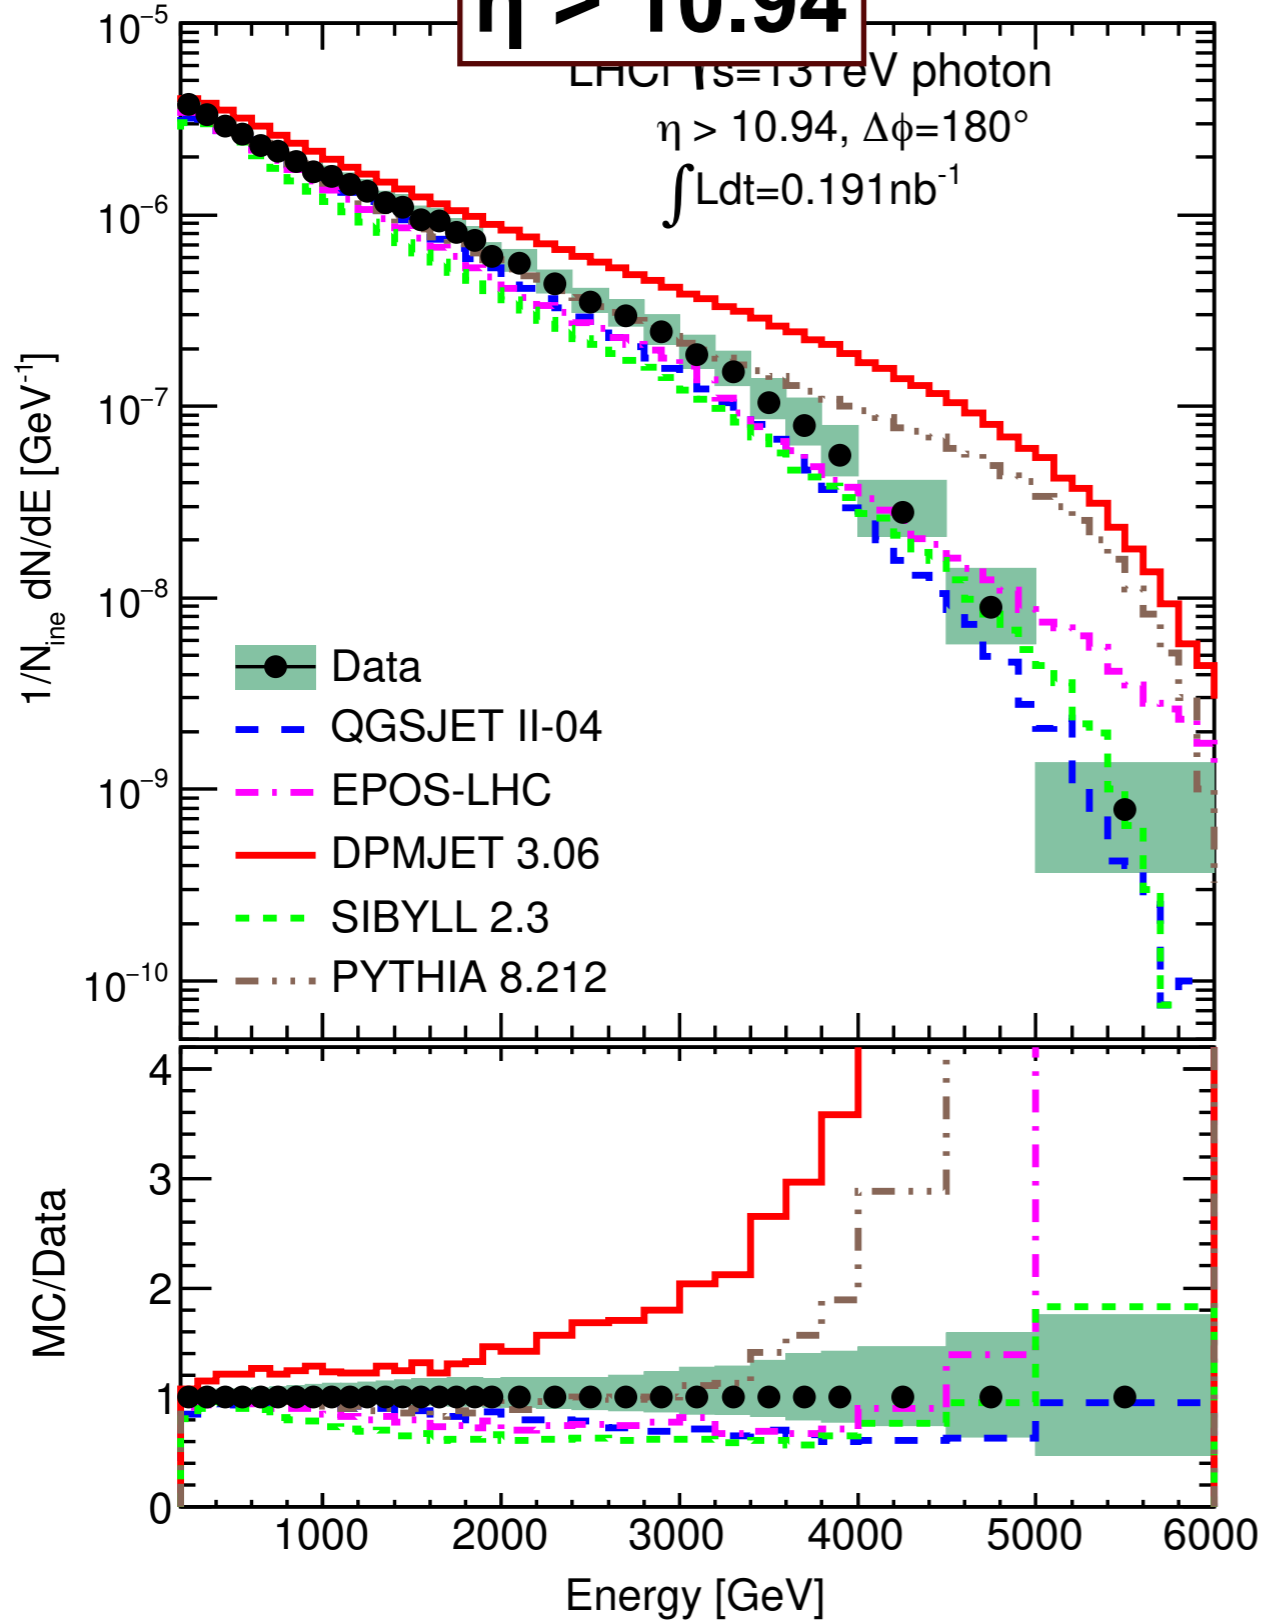 η > 10.94
LHCf √s=13TeV photon
η > 10.94, Δϕ=180°
∫Ldt=0.191nb⁻¹
10⁻⁵
10⁻⁶
10⁻⁷
10⁻⁸
10⁻⁹
10⁻¹⁰
1/N_ine dN/dE [GeV⁻¹]
Data
QGSJET II-04
EPOS-LHC
DPMJET 3.06
SIBYLL 2.3
PYTHIA 8.212
4
3
2
1
0
MC/Data
1000 2000 3000 4000 5000 6000
Energy [GeV]